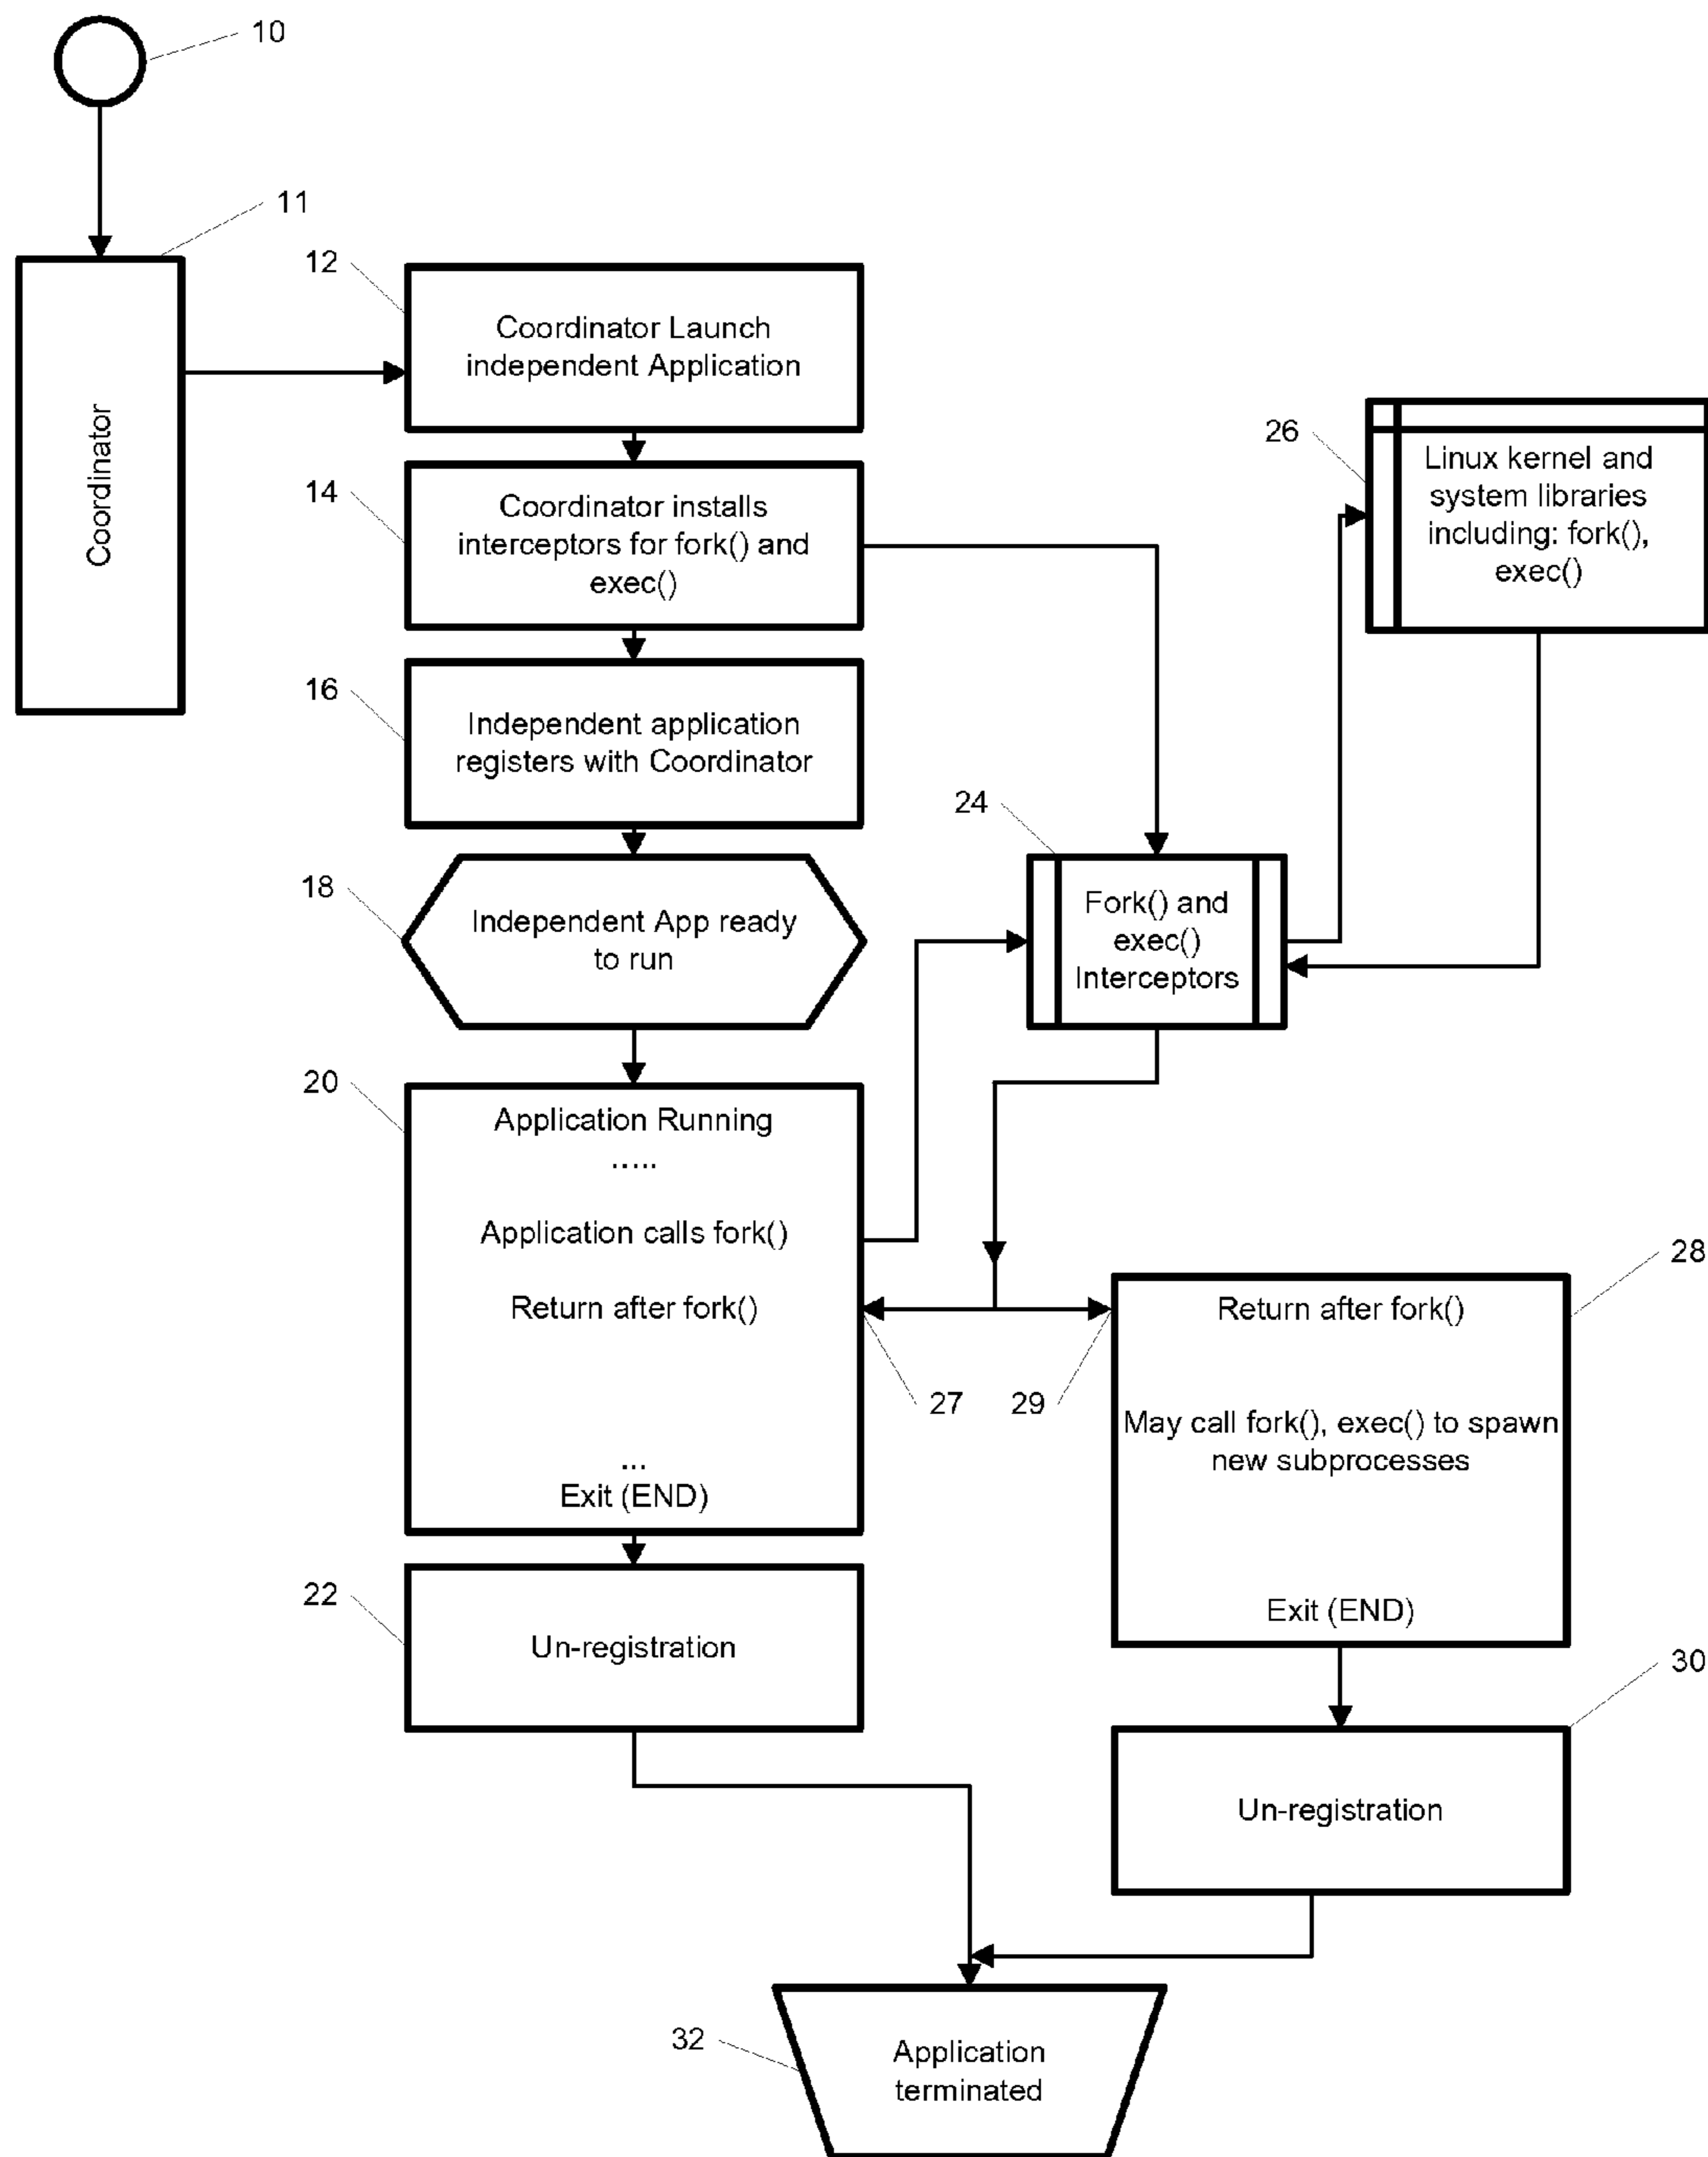 10
11
Coordinator
12
Coordinator Launch
independent Application
14
Coordinator installs
interceptors for fork() and
exec()
16
Independent application
registers with Coordinator
18
Independent App ready
to run
24
Fork() and
exec()
Interceptors
26
Linux kernel and
system libraries
including: fork(),
exec()
20
Application Running
.....
Application calls fork()
Return after fork()
...
Exit (END)
27
29
28
Return after fork()
May call fork(), exec() to spawn
new subprocesses
Exit (END)
22
Un-registration
30
Un-registration
32
Application
terminated